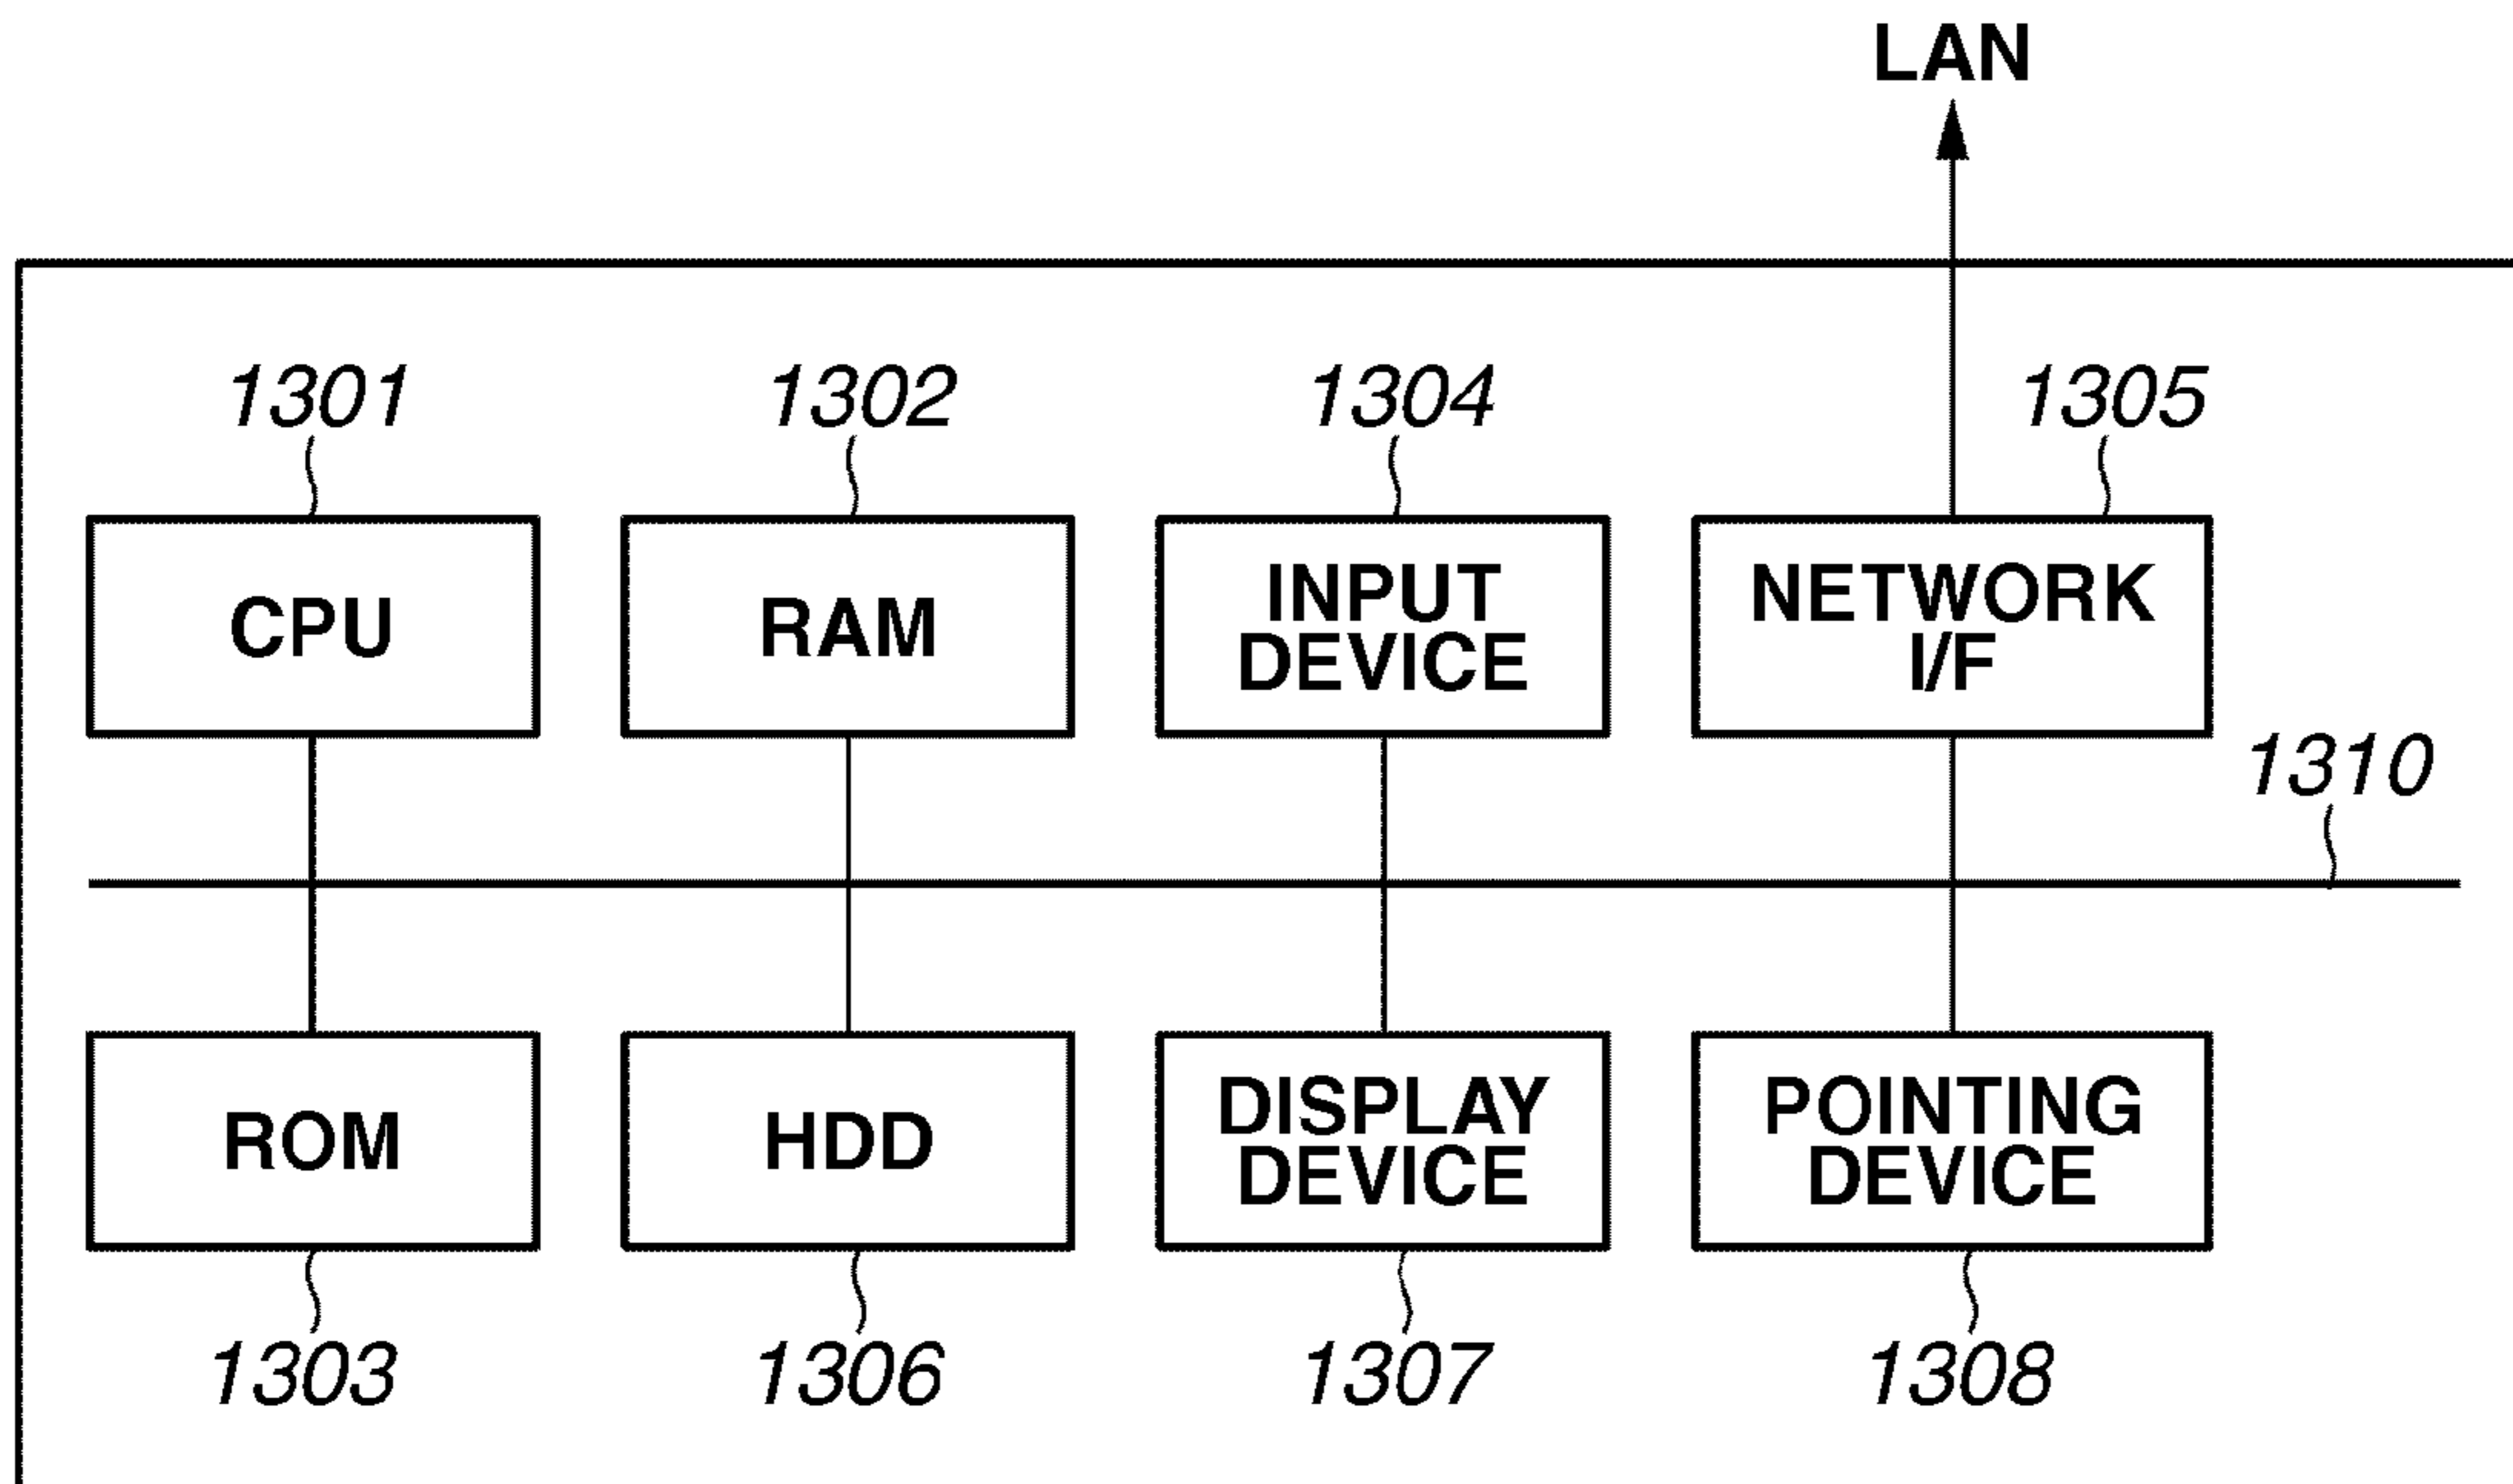 LAN
1301 1302 1304 1305
CPU RAM INPUT DEVICE NETWORK I/F
1310
ROM HDD DISPLAY DEVICE POINTING DEVICE
1303 1306 1307 1308